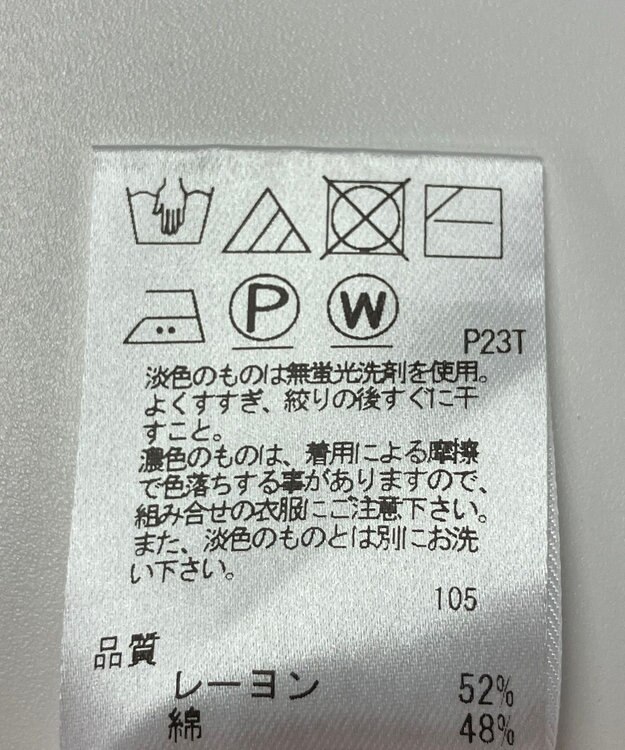 P
W
P23T
淡色のものは無蛍光洗剤を使用。
よくすすぎ、絞りの後すぐに干
すこと。
濃色のものは、着用による摩擦
で色落ちする事がありますので、
組み合せの衣服にご注意下さい。
また、淡色のものとは別にお洗
い下さい。
105
品質
レーヨン 52%
綿 48%